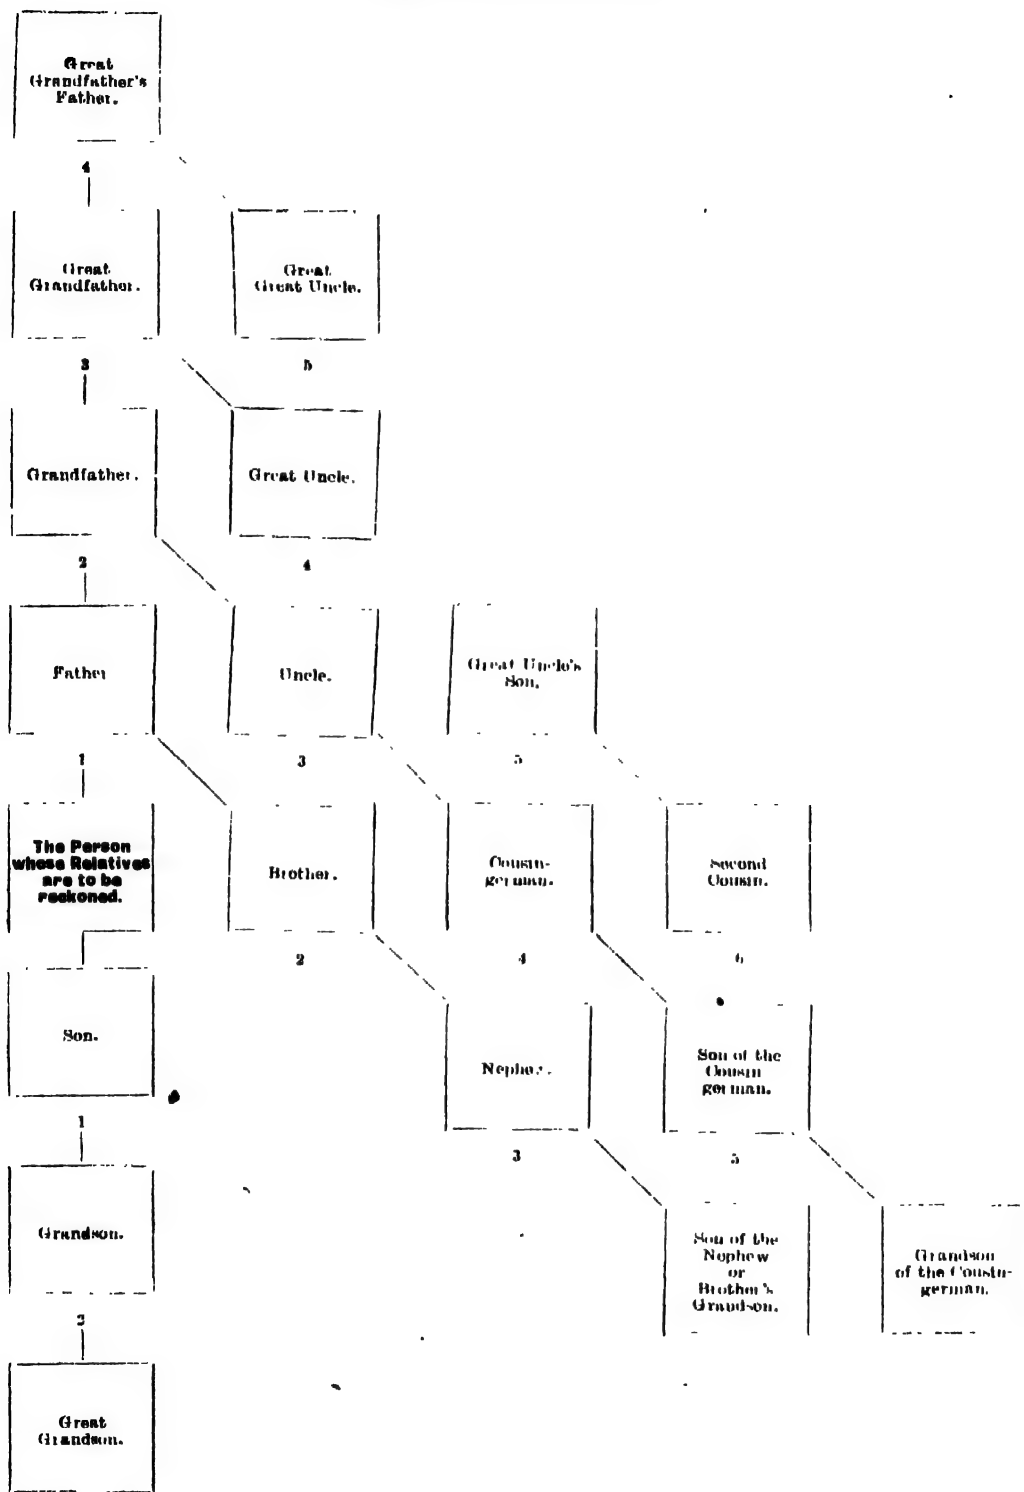 Great
Grandfather's
Father.
4
Great
Grandfather.
Great
Great Uncle.
3
5
Grandfather.
Great Uncle.
2
4
Father
Uncle.
Great Uncle's
Son.
1
3
5
The Person
whose Relatives
are to be
reckoned.
Brother.
Cousin-
german.
Second
Cousin.
2
4
6
Son.
Nephew.
Son of the
Cousin
german.
1
3
5
Grandson.
Son of the
Nephew
or
Brother's
Grandson.
Grandson
of the Cousin-
german.
2
Great
Grandson.